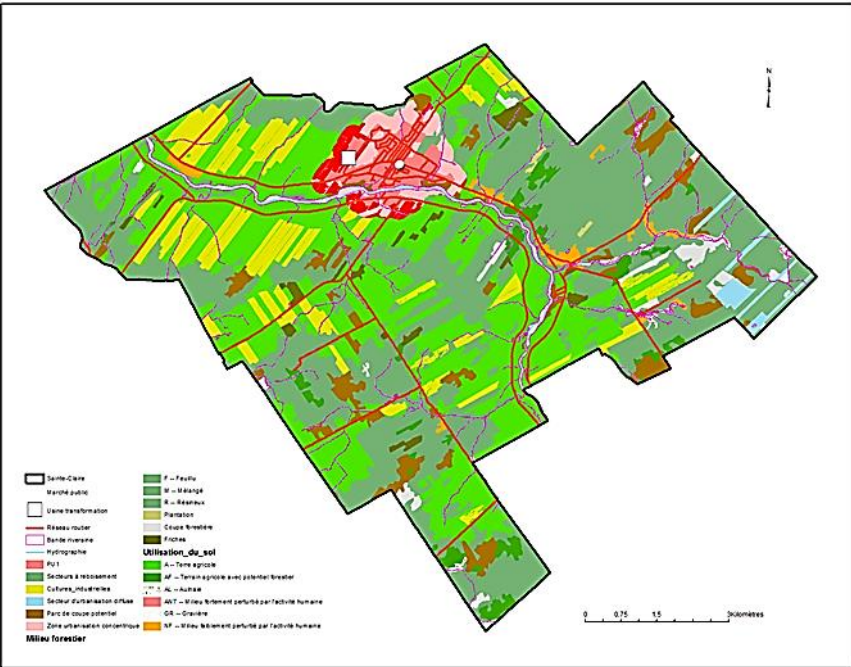 N
Sainte-Claire
Marché public
Usine transformation
Réseau routier
Bande riveraine
Hydrographie
PU1
Secteurs à reboisement
Cultures_industrielles
Secteur d'urbanisation diffuse
Parc de coupe potentiel
Zone urbanisation concentrique
Milieu forestier
F -- Feuillu
M -- Mélangé
R -- Résineux
Plantation
Coupe forestière
Friches
Utilisation_du_sol
A -- Terre agricole
AF -- Terrain agricole avec potentiel forestier
AL -- Aulnaie
ANT -- Milieu fortement perturbé par l'activité humaine
GR -- Gravière
NF -- Milieu faiblement perturbé par l'activité humaine
0 0.75 1.5 3 Kilomètres